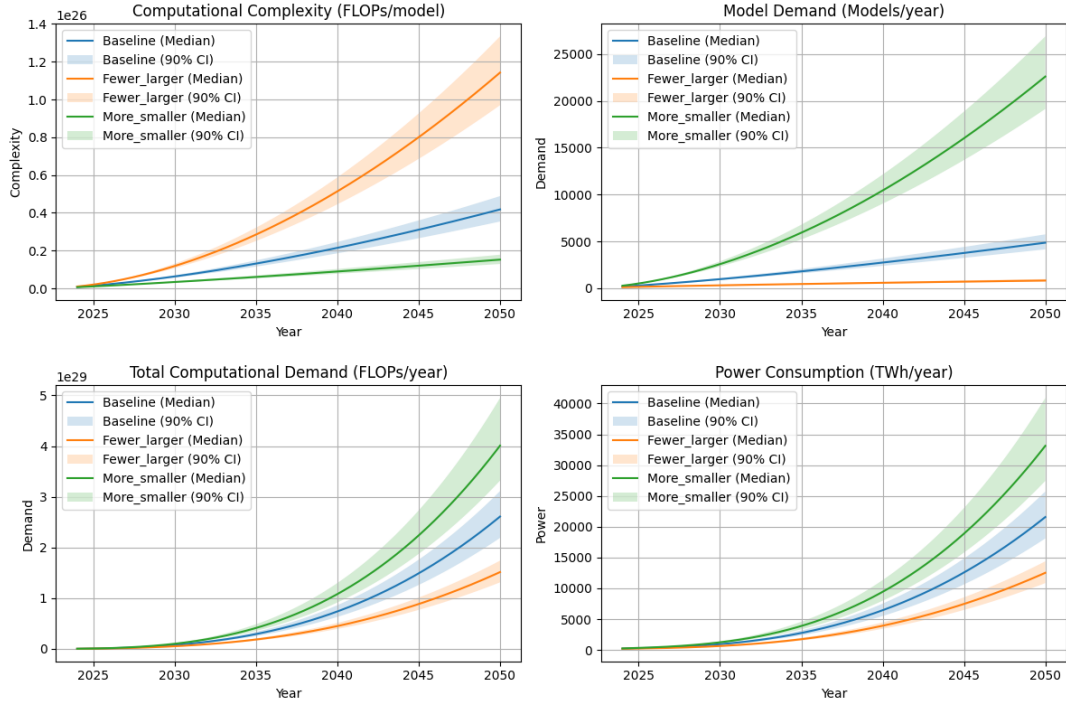 Computational Complexity (FLOPs/model)
1e26
1.4
1.2
1.0
0.8
0.6
0.4
0.2
0.0
Complexity
Baseline (Median)
Baseline (90% CI)
Fewer_larger (Median)
Fewer_larger (90% CI)
More_smaller (Median)
More_smaller (90% CI)
2025 2030 2035 2040 2045 2050
Year
Model Demand (Models/year)
25000
20000
15000
10000
5000
0
Demand
Baseline (Median)
Baseline (90% CI)
Fewer_larger (Median)
Fewer_larger (90% CI)
More_smaller (Median)
More_smaller (90% CI)
2025 2030 2035 2040 2045 2050
Year
Total Computational Demand (FLOPs/year)
1e29
5
4
3
2
1
0
Demand
Baseline (Median)
Baseline (90% CI)
Fewer_larger (Median)
Fewer_larger (90% CI)
More_smaller (Median)
More_smaller (90% CI)
2025 2030 2035 2040 2045 2050
Year
Power Consumption (TWh/year)
40000
35000
30000
25000
20000
15000
10000
5000
0
Power
Baseline (Median)
Baseline (90% CI)
Fewer_larger (Median)
Fewer_larger (90% CI)
More_smaller (Median)
More_smaller (90% CI)
2025 2030 2035 2040 2045 2050
Year